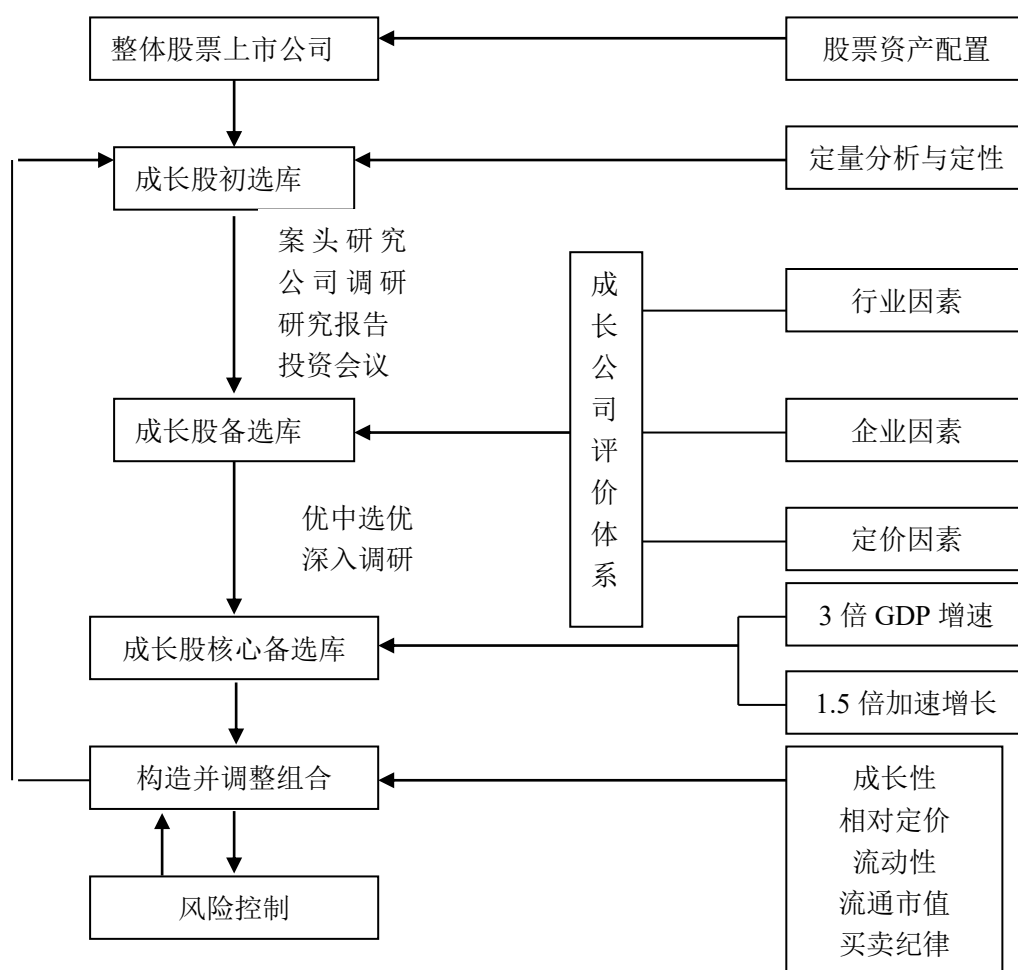 整体股票上市公司
股票资产配置
成长股初选库
定量分析与定性
案头研究
公司调研
研究报告
投资会议
成长公司评价体系
行业因素
成长股备选库
企业因素
优中选优
深入调研
定价因素
成长股核心备选库
3 倍 GDP 增速
1.5 倍加速增长
构造并调整组合
成长性
相对定价
流动性
流通市值
买卖纪律
风险控制